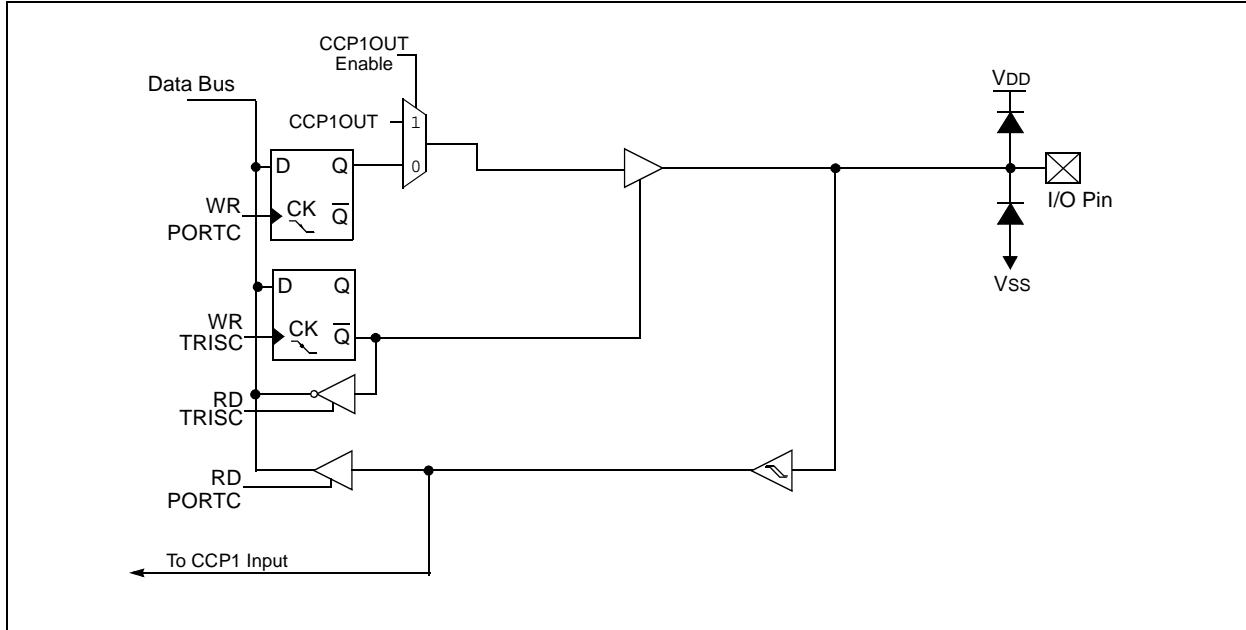 CCP1OUT
Enable
Data Bus
VDD
CCP1OUT
1
0
D Q
CK Q̅
WR
PORTC
I/O Pin
VSS
D Q
CK Q̅
WR
TRISC
RD
TRISC
RD
PORTC
To CCP1 Input